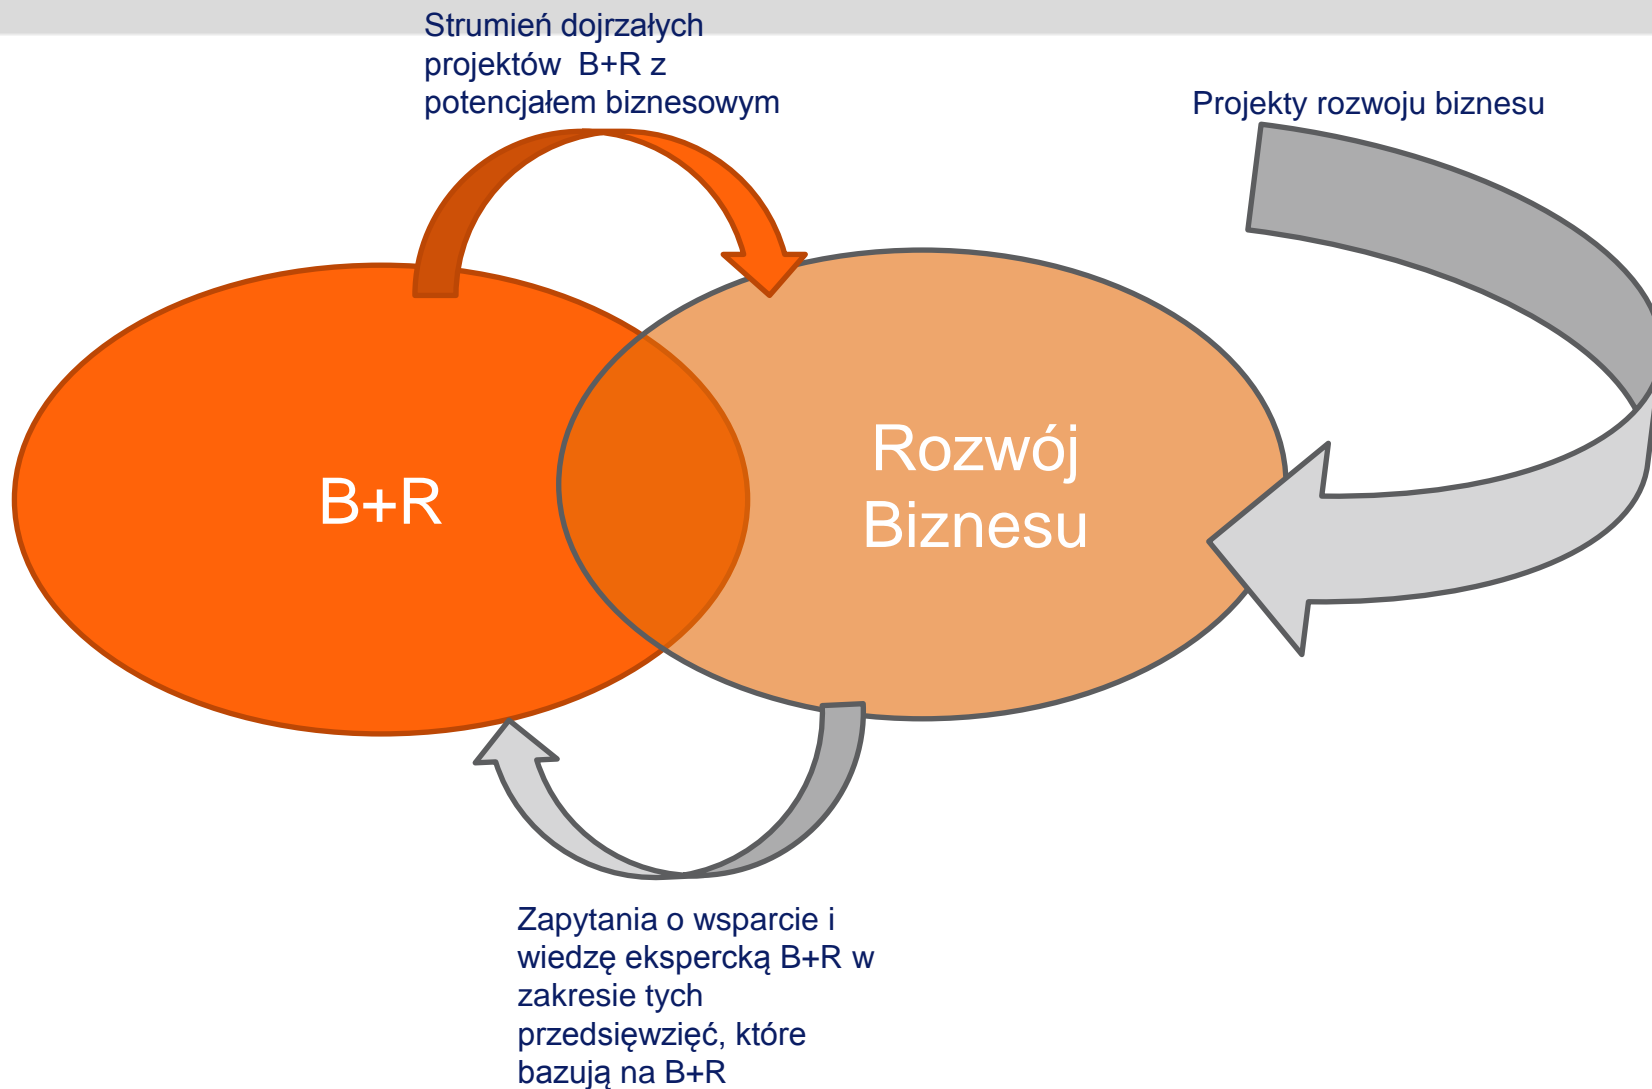 Strumień dojrzałych
projektów B+R z
potencjałem biznesowym
Projekty rozwoju biznesu
B+R
Rozwój
Biznesu
Zapytania o wsparcie i
wiedzę ekspercką B+R w
zakresie tych
przedsięwzięć, które
bazują na B+R